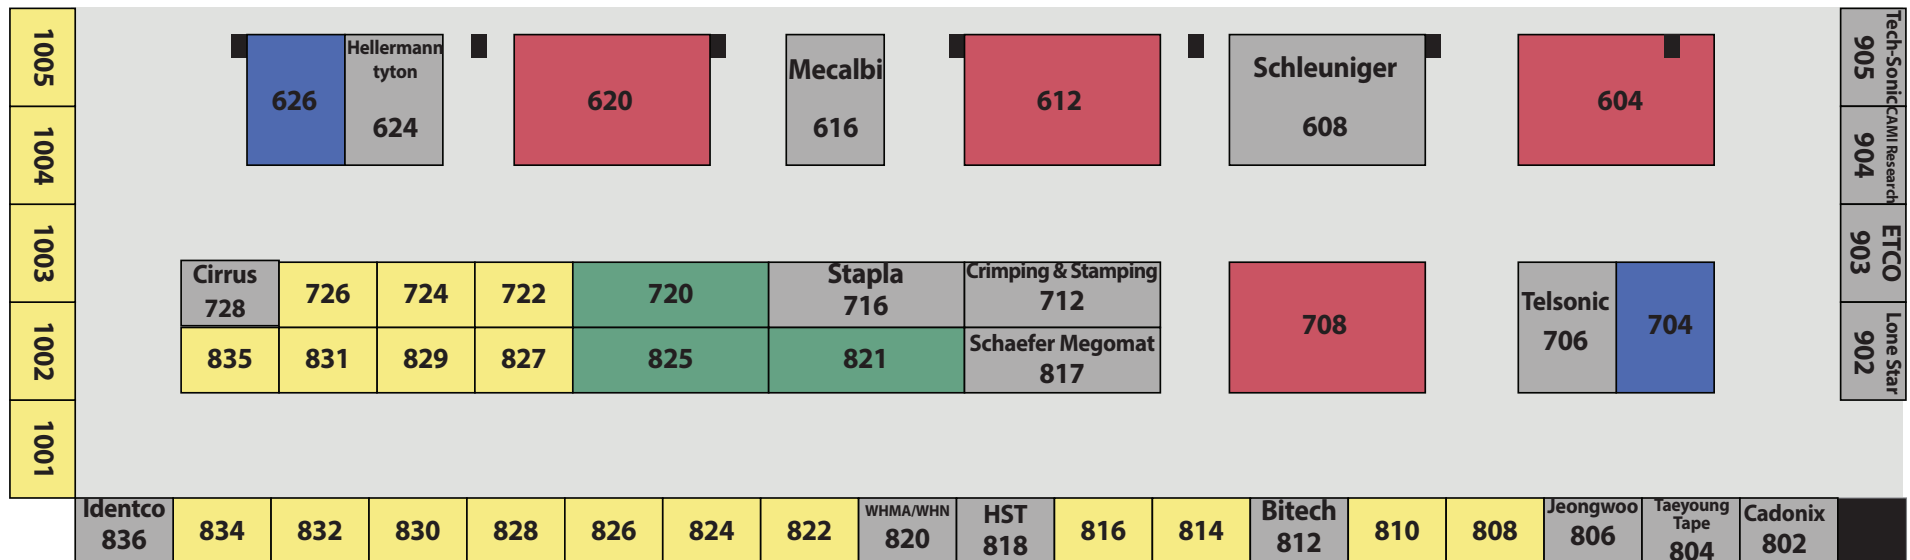 1005
1004
1003
1002
1001
626
Hellermann
tyton
624
620
Mecalbi
616
612
Schleuniger
608
604
Tech-Sonic
905
CAMI Research
904
ETCO
903
Lone Star
902
Cirrus
728
726
724
722
720
Stapla
716
Crimping & Stamping
712
835
831
829
827
825
821
Schaefer Megomat
817
708
Telsonic
706
704
Identco
836
834
832
830
828
826
824
822
WHMA/WHN
820
HST
818
816
814
Bitech
812
810
808
Jeongwoo
806
Taeyoung
Tape
804
Cadonix
802